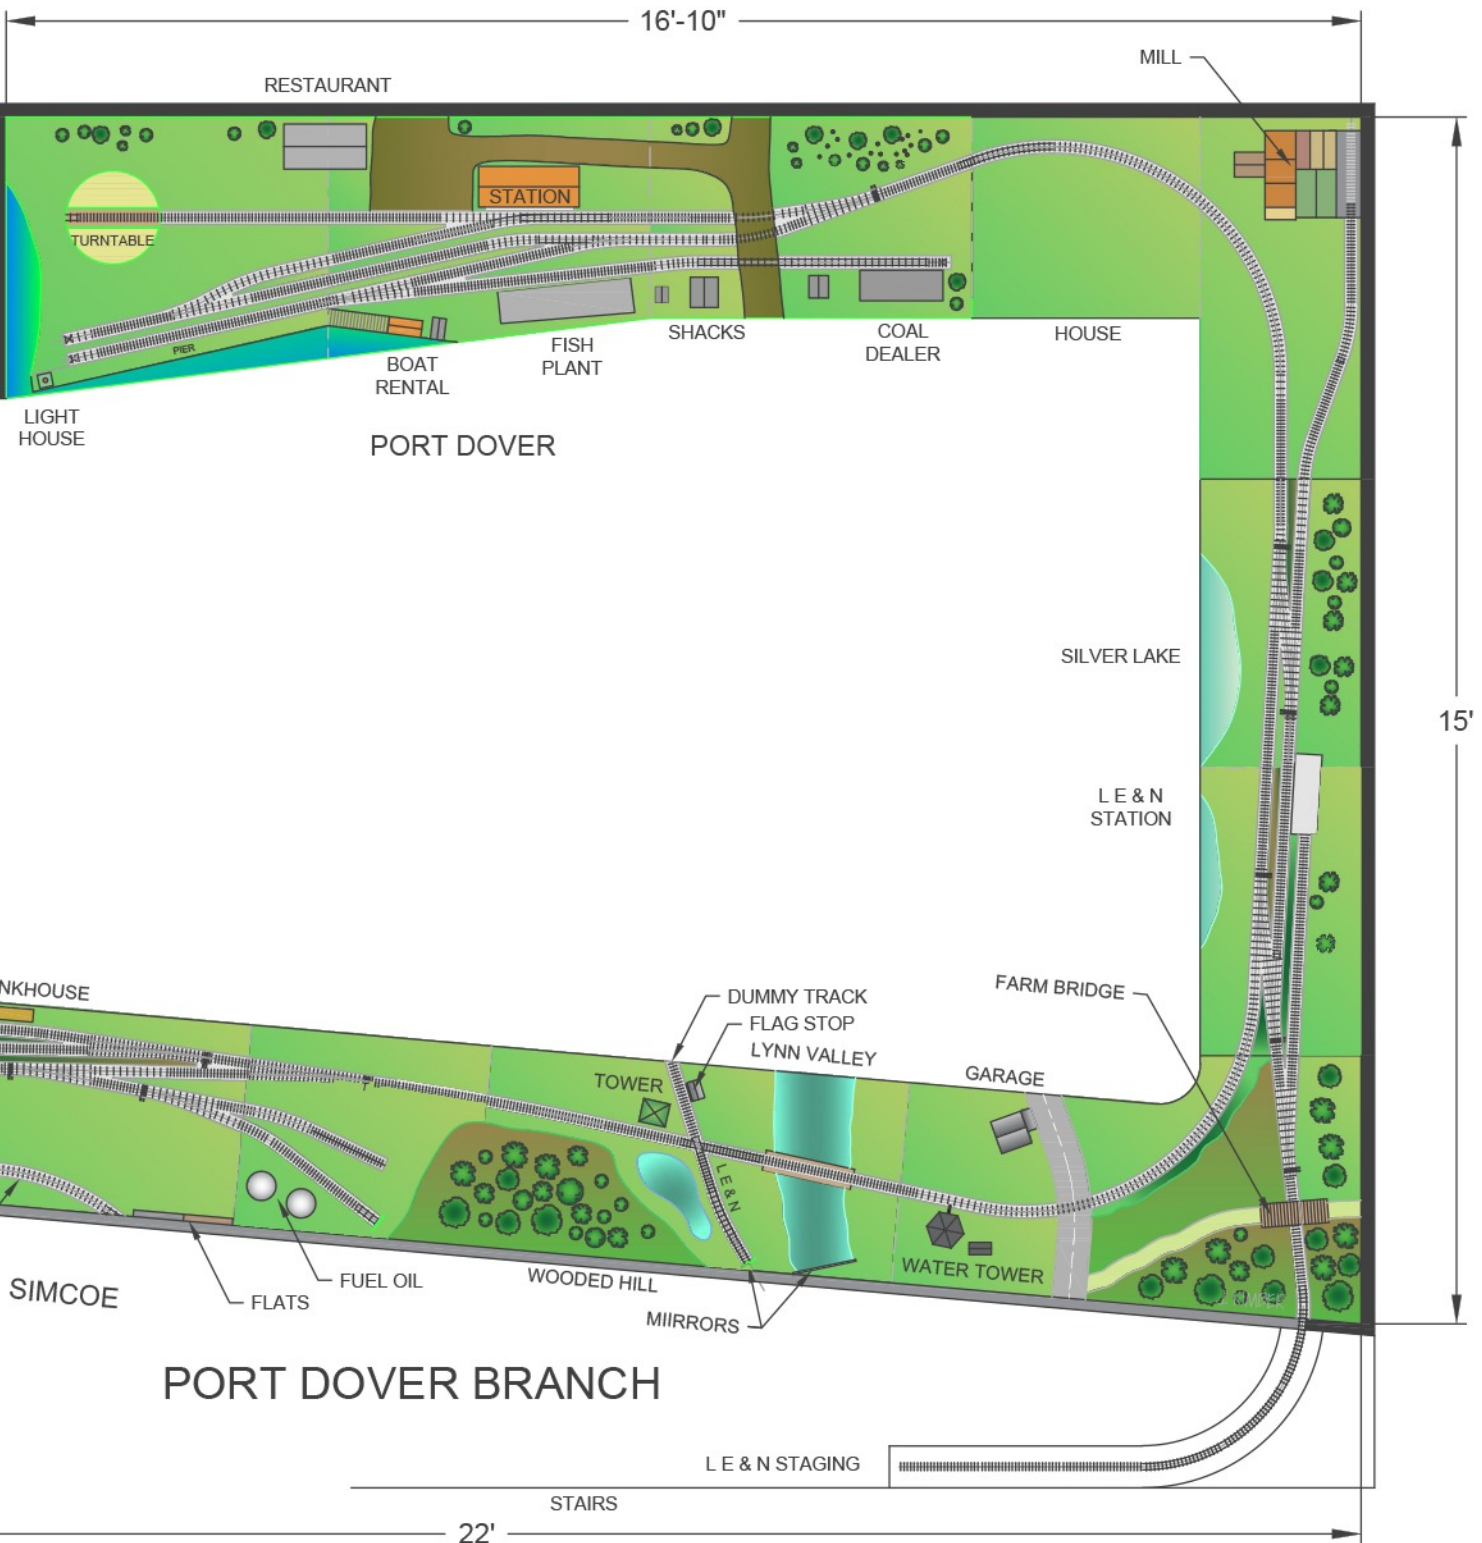 16'-10"
MILL
RESTAURANT
STATION
TURNTABLE
PIER
LIGHT
HOUSE
BOAT
RENTAL
FISH
PLANT
SHACKS
COAL
DEALER
HOUSE
PORT DOVER
SILVER LAKE
15'
L E & N
STATION
NKHOUSE
DUMMY TRACK
FLAG STOP
LYNN VALLEY
TOWER
GARAGE
FARM BRIDGE
L E & N
WATER TOWER
SIMCOE
FUEL OIL
FLATS
WOODED HILL
MIIRRORS
PORT DOVER BRANCH
L E & N STAGING
STAIRS
22'